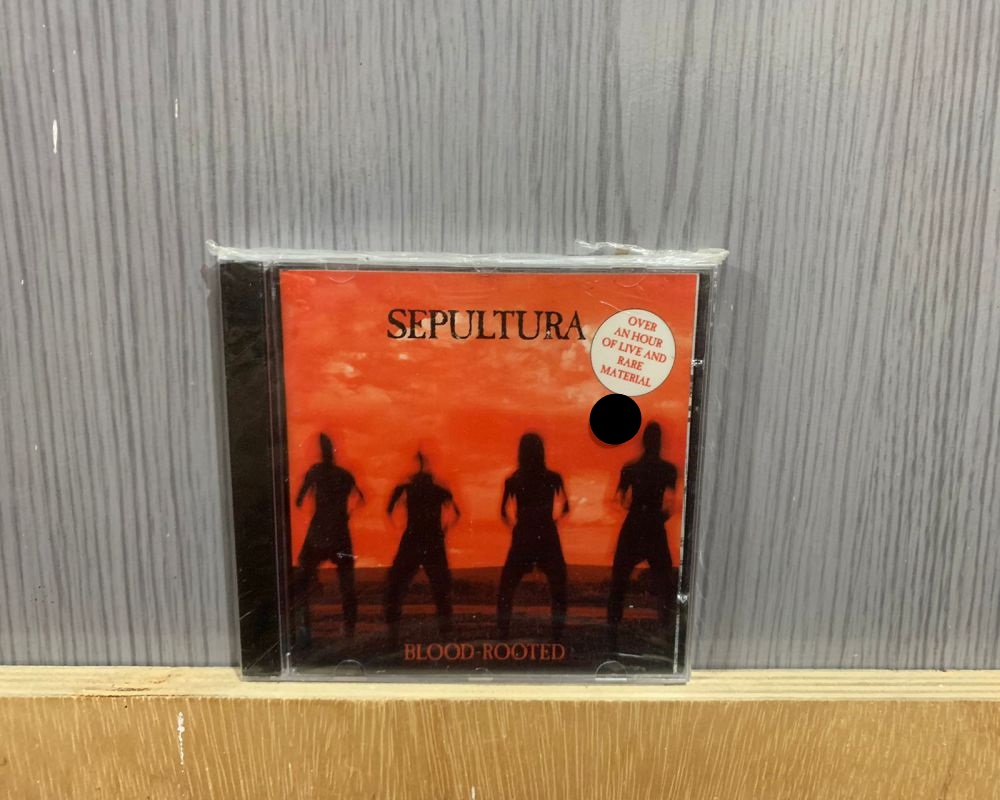 SEPULTURA
OVER
AN HOUR
OF LIVE AND
RARE
MATERIAL
BLOOD-ROOTED